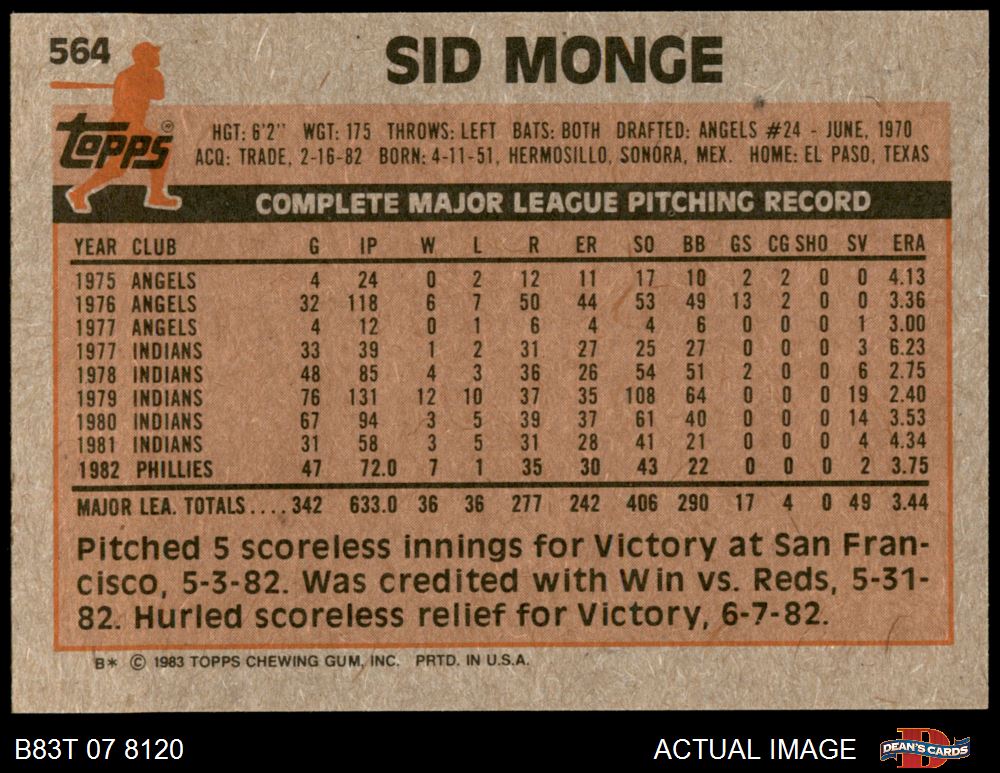 564
SID MONGE
Topps®
HGT: 6'2" WGT: 175 THROWS: LEFT BATS: BOTH DRAFTED: ANGELS #24 - JUNE, 1970
ACQ: TRADE, 2-16-82 BORN: 4-11-51, HERMOSILLO, SONORA, MEX. HOME: EL PASO, TEXAS
COMPLETE MAJOR LEAGUE PITCHING RECORD
YEAR CLUB G IP W L R ER SO BB GS CG SHO SV ERA
1975 ANGELS 4 24 0 2 12 11 17 10 2 2 0 0 4.13
1976 ANGELS 32 118 6 7 50 44 53 49 13 2 0 0 3.36
1977 ANGELS 4 12 0 1 6 4 4 6 0 0 0 1 3.00
1977 INDIANS 33 39 1 2 31 27 25 27 0 0 0 3 6.23
1978 INDIANS 48 85 4 3 36 26 54 51 2 0 0 6 2.75
1979 INDIANS 76 131 12 10 37 35 108 64 0 0 0 19 2.40
1980 INDIANS 67 94 3 5 39 37 61 40 0 0 0 14 3.53
1981 INDIANS 31 58 3 5 31 28 41 21 0 0 0 4 4.34
1982 PHILLIES 47 72.0 7 1 35 30 43 22 0 0 0 2 3.75
MAJOR LEA. TOTALS.... 342 633.0 36 36 277 242 406 290 17 4 0 49 3.44
Pitched 5 scoreless innings for Victory at San Fran-
cisco, 5-3-82. Was credited with Win vs. Reds, 5-31-
82. Hurled scoreless relief for Victory, 6-7-82.
B* © 1983 TOPPS CHEWING GUM, INC. PRTD. IN U.S.A.
B83T 07 8120 ACTUAL IMAGE DEAN'S CARDS